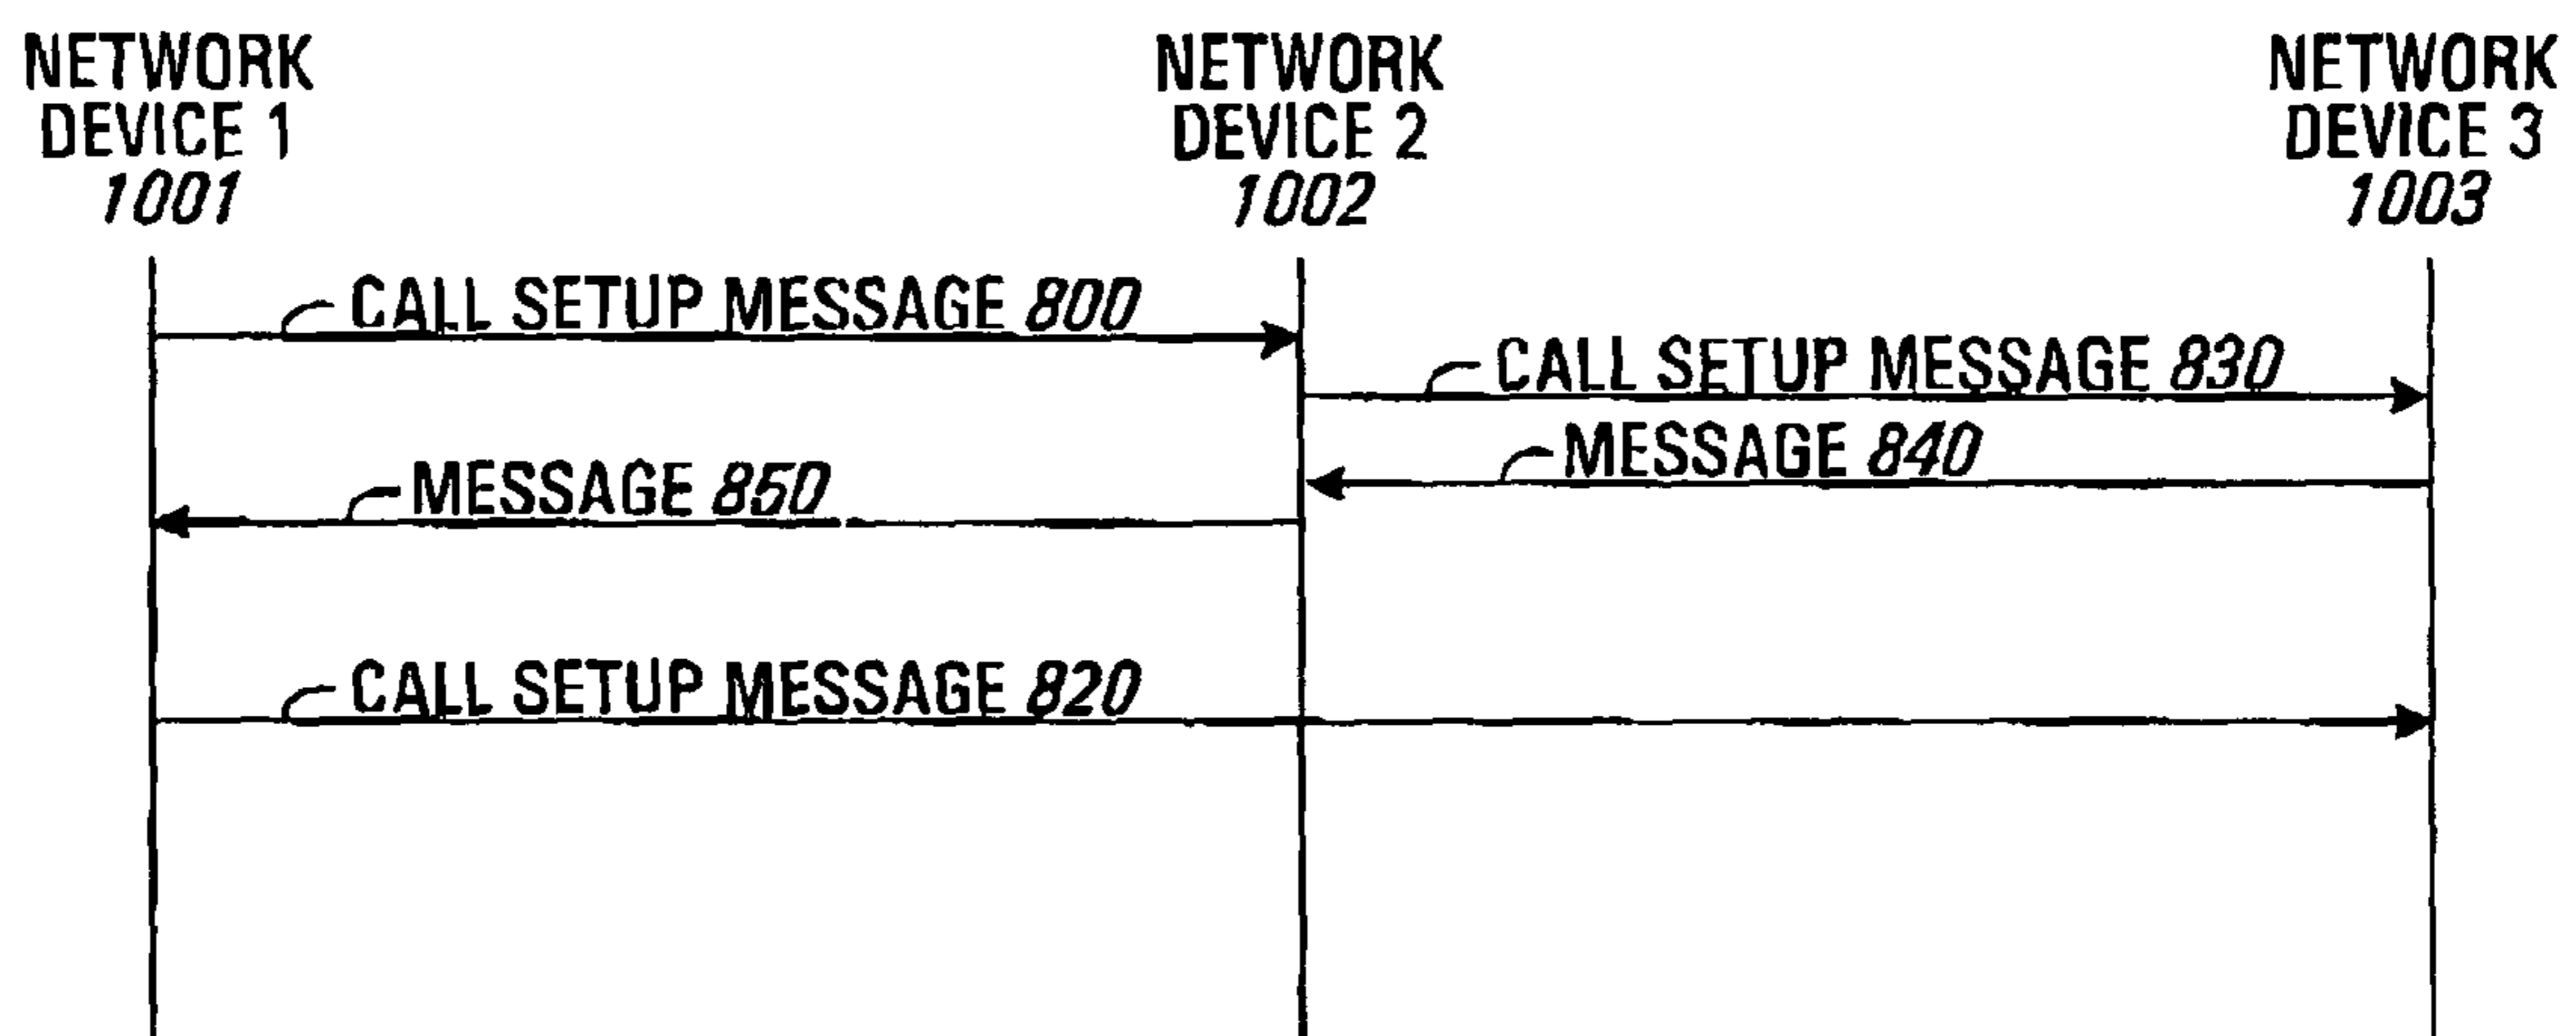 NETWORK
DEVICE 1
1001
NETWORK
DEVICE 2
1002
NETWORK
DEVICE 3
1003
CALL SETUP MESSAGE 800
CALL SETUP MESSAGE 830
MESSAGE 840
MESSAGE 850
CALL SETUP MESSAGE 820